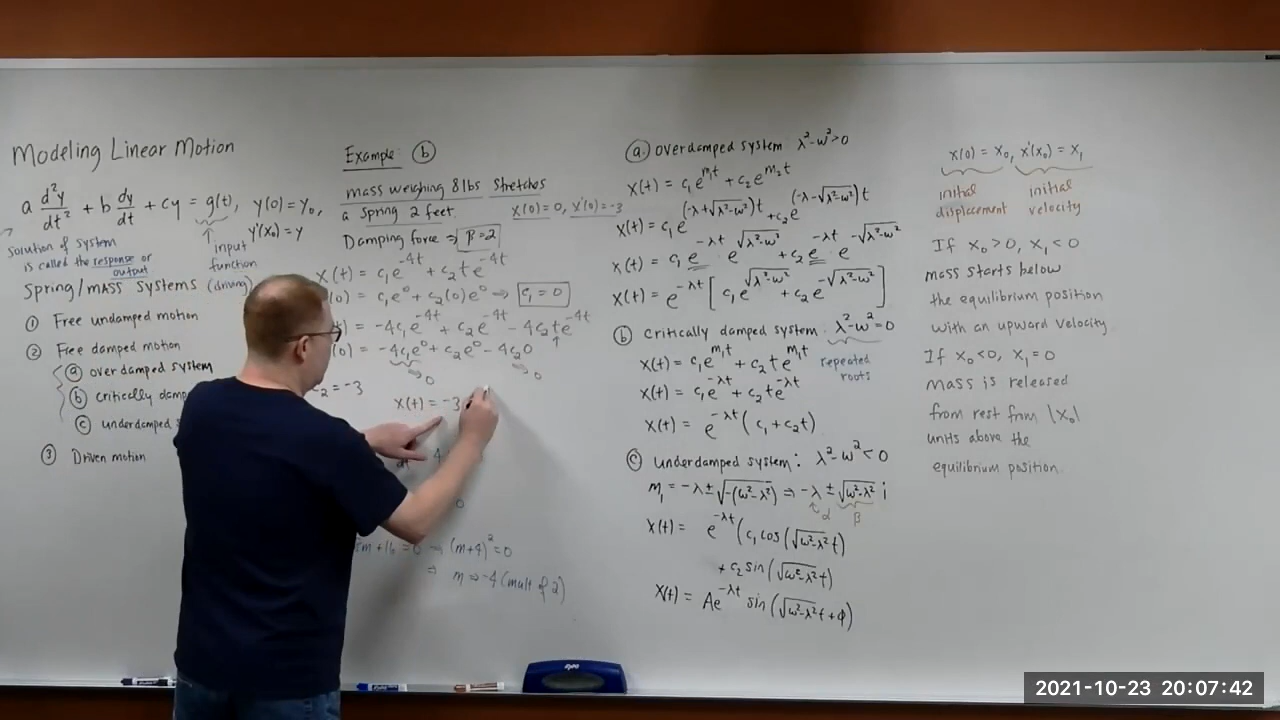 Modeling Linear Motion
a d²y/dt² + b dy/dt + cy = g(t), y(0) = y₀,
y'(x₀) = y
Solution of system
is called the response or
output
input
function
(driving)
Spring/mass systems
① Free undamped motion
② Free damped motion
ⓐ over damped system
ⓑ critically damp
ⓒ underdamped
③ Driven motion
Example: ⓑ
mass weighing 8 lbs stretches
a spring 2 feet.
x(0) = 0, x'(0) = -3
Damping force ⇒ β=2
x(t) = c₁e^(-4t) + c₂te^(-4t)
(0) = c₁e⁰ + c₂(0)e⁰ ⇒ c₁ = 0
) = -4c₁e^(-4t) + c₂e^(-4t) - 4c₂te^(-4t)
(0) = -4c₁e⁰ + c₂e⁰ - 4c₂0
⇒ 0
⇒ 0
c₂ = -3
x(t) = -3
dt
4
0
m + 16 = 0 → (m+4)² = 0
⇒ m = -4 (mult of 2)
ⓐ overdamped system: λ²-ω²>0
x(t) = c₁e^(m₁t) + c₂e^(m₂t)
x(t) = c₁e^((-λ+√(λ²-ω²))t) + c₂e^((-λ-√(λ²-ω²))t)
x(t) = c₁e^(-λt) · e^(√(λ²-ω²)) + c₂e^(-λt) · e^(-√(λ²-ω²))
x(t) = e^(-λt) [c₁e^(√(λ²-ω²)) + c₂e^(-√(λ²-ω²))]
ⓑ critically damped system: λ²-ω²=0
repeated
roots
x(t) = c₁e^(m₁t) + c₂te^(m₁t)
x(t) = c₁e^(-λt) + c₂te^(-λt)
x(t) = e^(-λt)(c₁ + c₂t)
ⓒ underdamped system: λ²-ω²<0
m₁ = -λ ± √(-(ω²-λ²)) ⇒ -λ ± √(ω²-λ²) i
α β
x(t) = e^(-λt)(c₁cos(√(ω²-λ²)t)
+ c₂sin(√(ω²-λ²)t)
x(t) = Ae^(-λt) sin(√(ω²-λ²)t + φ)
x(0) = x₀, x'(x₀) = x₁
initial
displacement
initial
velocity
If x₀>0, x₁<0
mass starts below
the equilibrium position
with an upward velocity.
If x₀<0, x₁=0
mass is released
from rest from |x₀|
units above the
equilibrium position.
expo
2021-10-23 20:07:42